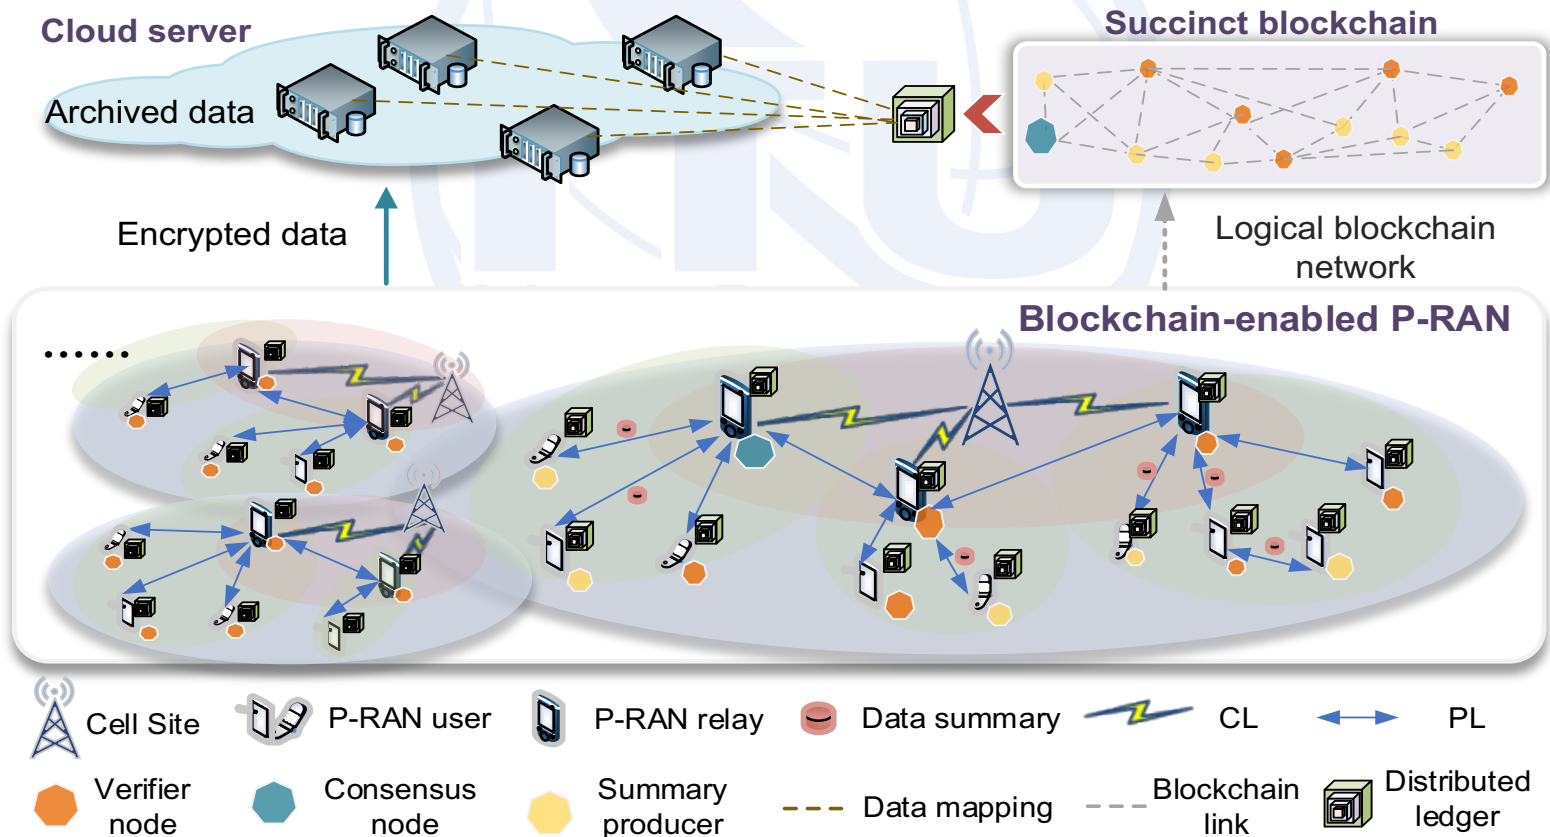 Cloud server
Succinct blockchain
Archived data
Encrypted data
Logical blockchain
network
Blockchain-enabled P-RAN
......
Cell Site
P-RAN user
P-RAN relay
Data summary
CL
PL
Verifier
node
Consensus
node
Summary
producer
Data mapping
Blockchain
link
Distributed
ledger